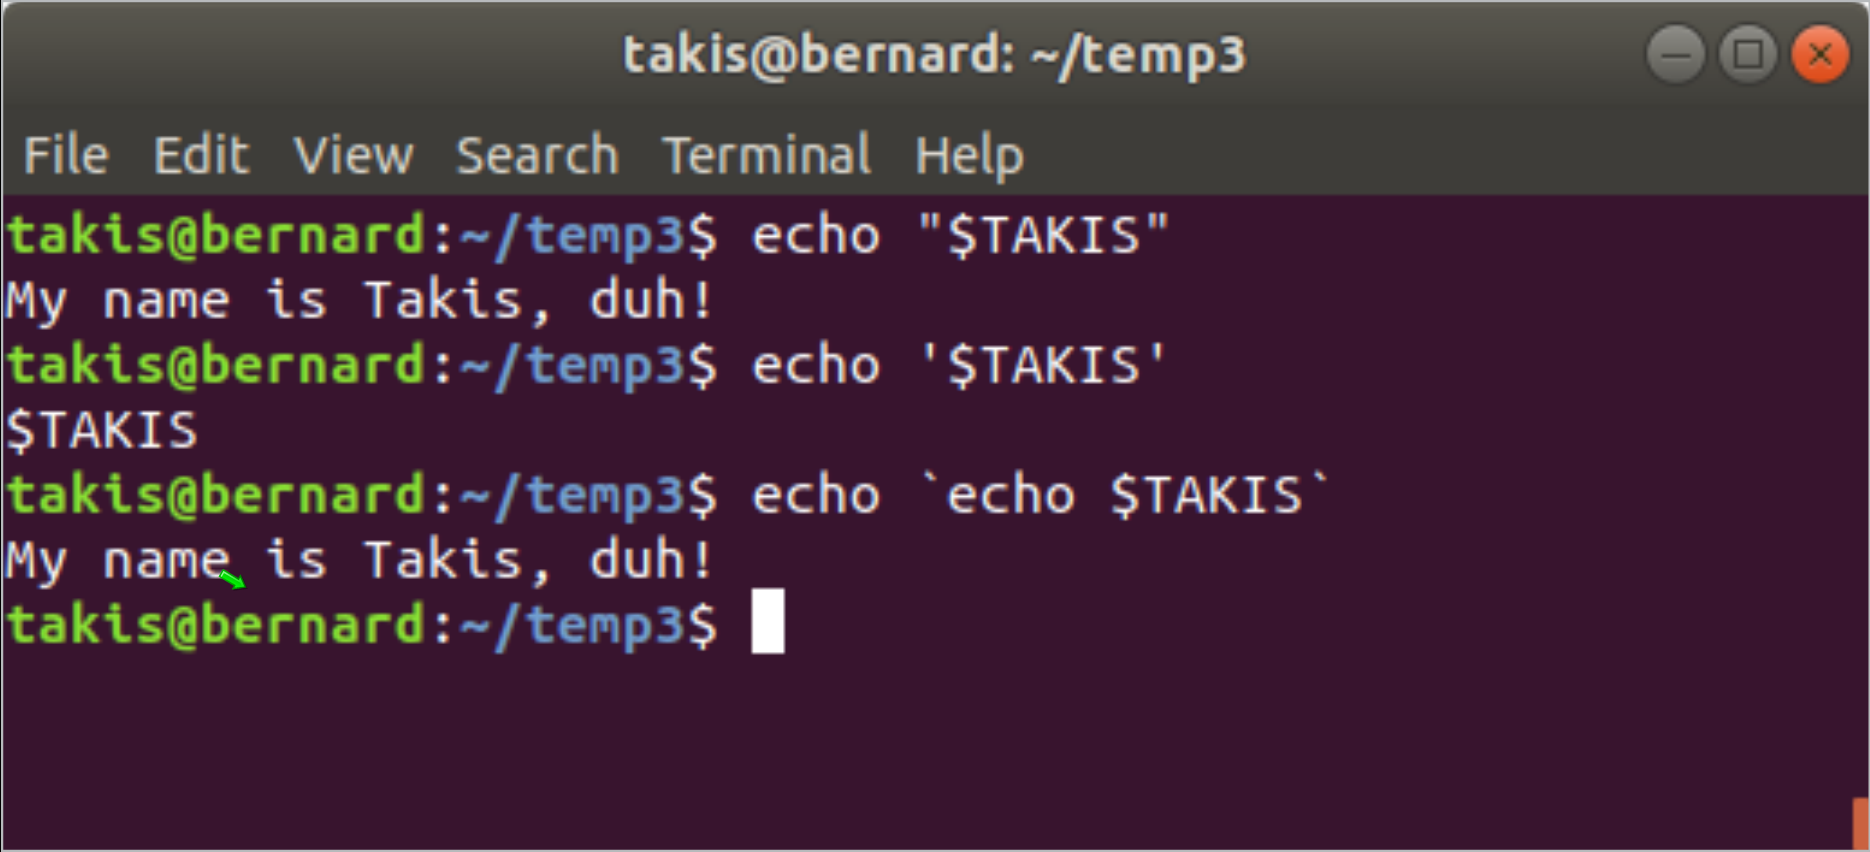 takis@bernard: ~/temp3
File Edit View Search Terminal Help
takis@bernard:~/temp3$ echo "$TAKIS"
My name is Takis, duh!
takis@bernard:~/temp3$ echo '$TAKIS'
$TAKIS
takis@bernard:~/temp3$ echo `echo $TAKIS`
My name is Takis, duh!
takis@bernard:~/temp3$